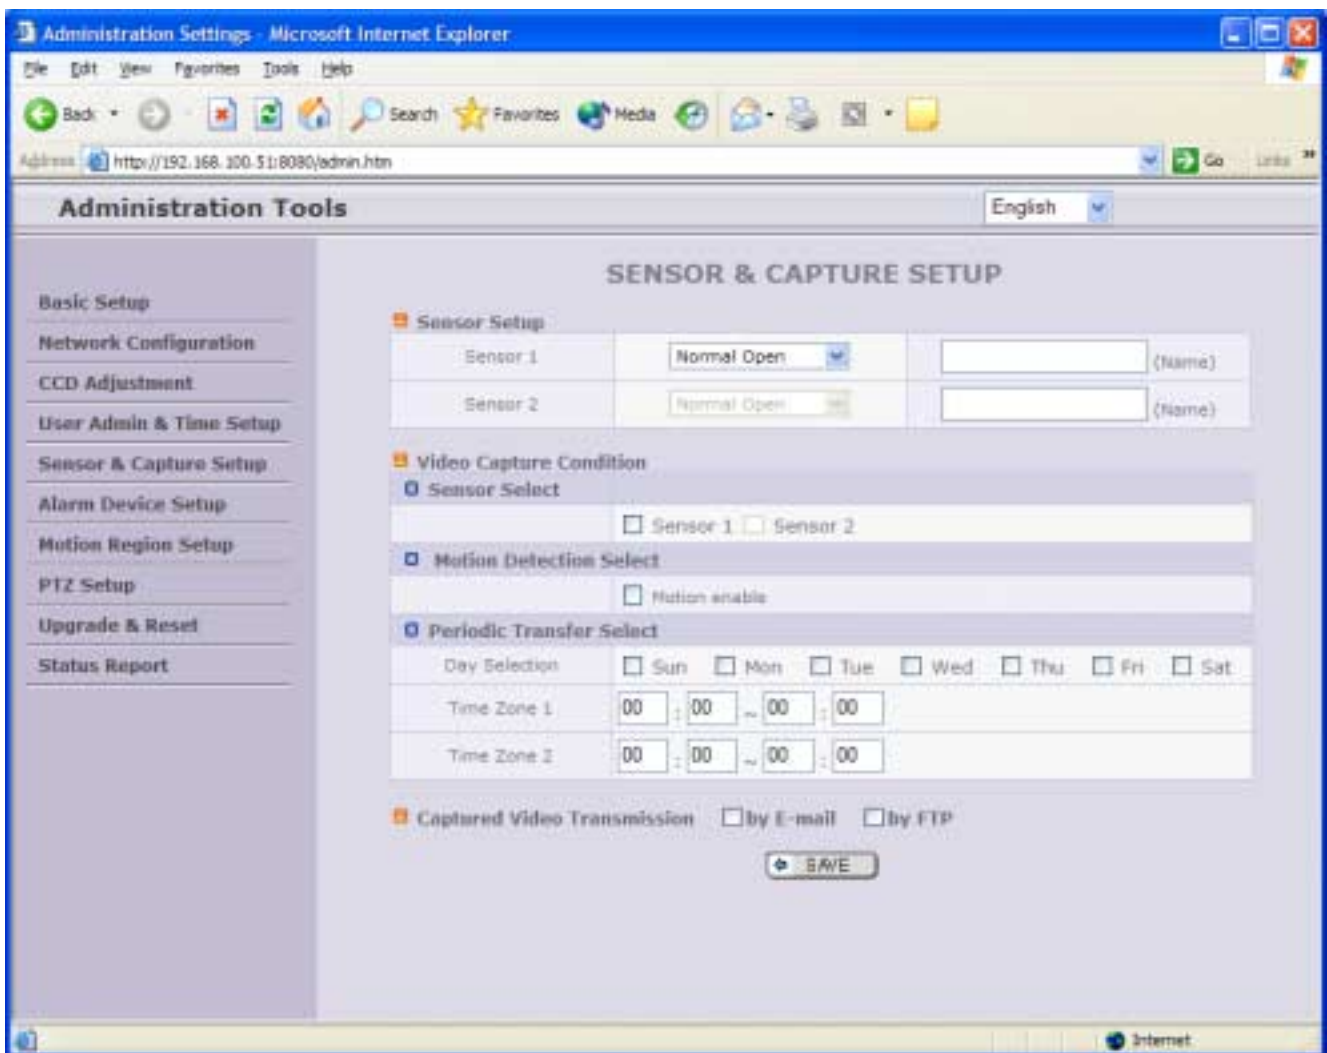 Administration Settings - Microsoft Internet Explorer
File Edit View Favorites Tools Help
Back Search Favorites Media
Address http://192.168.100.51:8080/admin.htm Go Links »
Administration Tools English
SENSOR & CAPTURE SETUP
Basic Setup
Network Configuration
CCD Adjustment
User Admin & Time Setup
Sensor & Capture Setup
Alarm Device Setup
Motion Region Setup
PTZ Setup
Upgrade & Reset
Status Report
Sensor Setup
Sensor 1 Normal Open (Name)
Sensor 2 Normal Open (Name)
Video Capture Condition
Sensor Select
Sensor 1 Sensor 2
Motion Detection Select
Motion enable
Periodic Transfer Select
Day Selection Sun Mon Tue Wed Thu Fri Sat
Time Zone 1 00 : 00 ~ 00 : 00
Time Zone 2 00 : 00 ~ 00 : 00
Captured Video Transmission by E-mail by FTP
SAVE
Internet